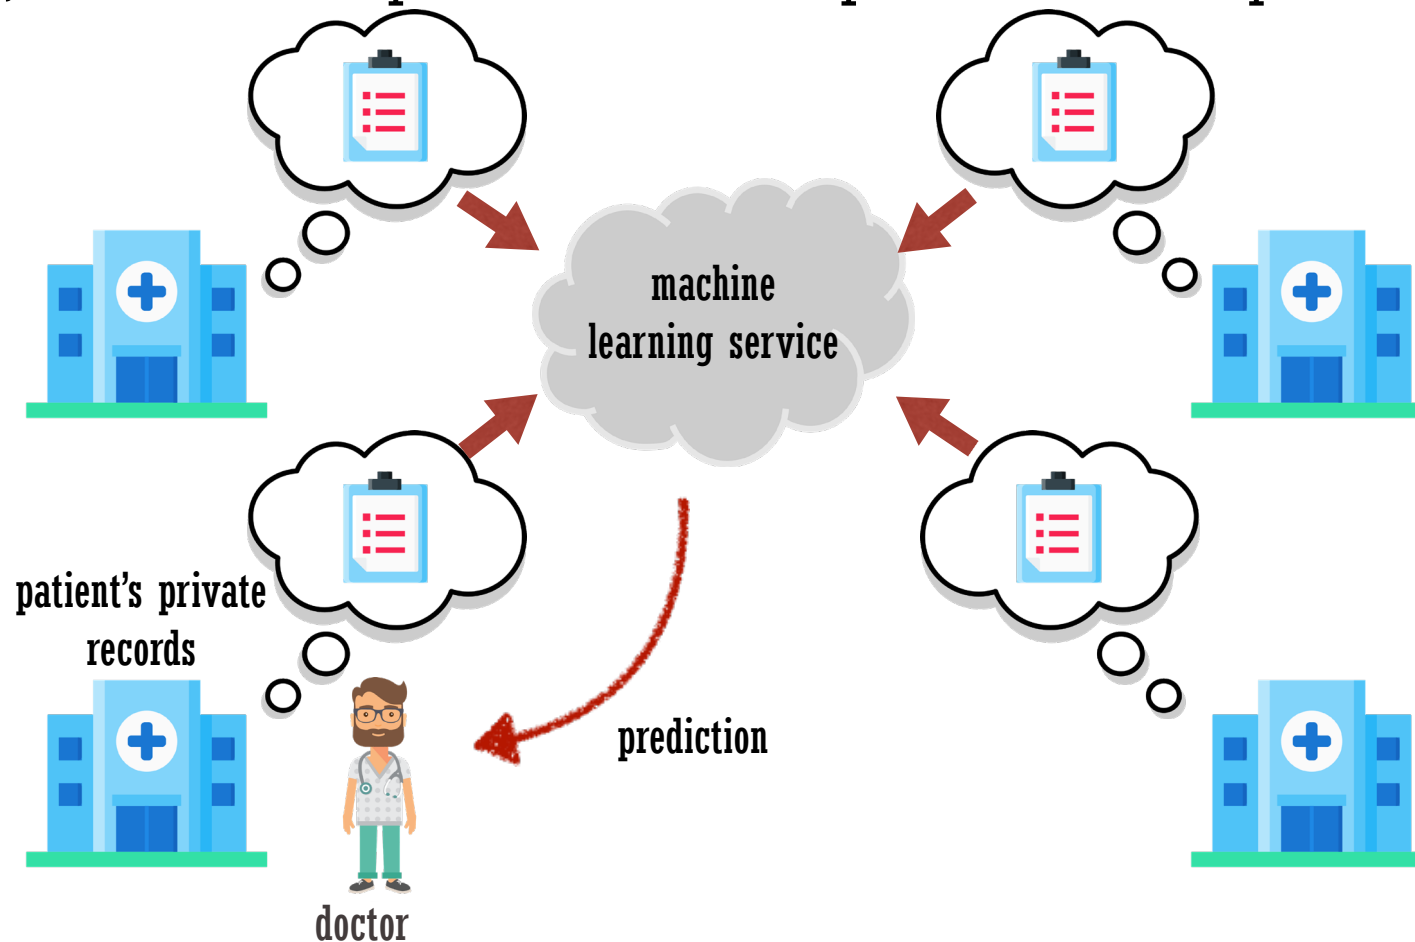 machine
learning service
patient's private
records
prediction
doctor